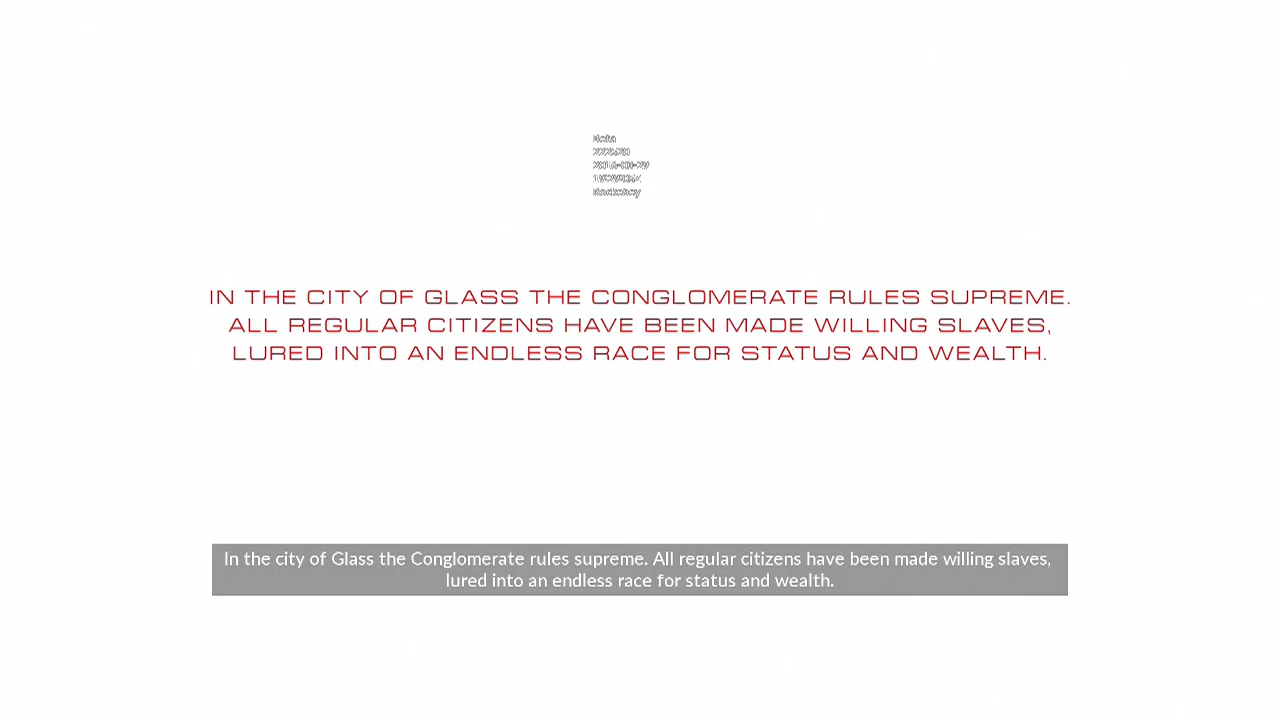 IN THE CITY OF GLASS THE CONGLOMERATE RULES SUPREME.
ALL REGULAR CITIZENS HAVE BEEN MADE WILLING SLAVES,
LURED INTO AN ENDLESS RACE FOR STATUS AND WEALTH.
In the city of Glass the Conglomerate rules supreme. All regular citizens have been made willing slaves,
lured into an endless race for status and wealth.